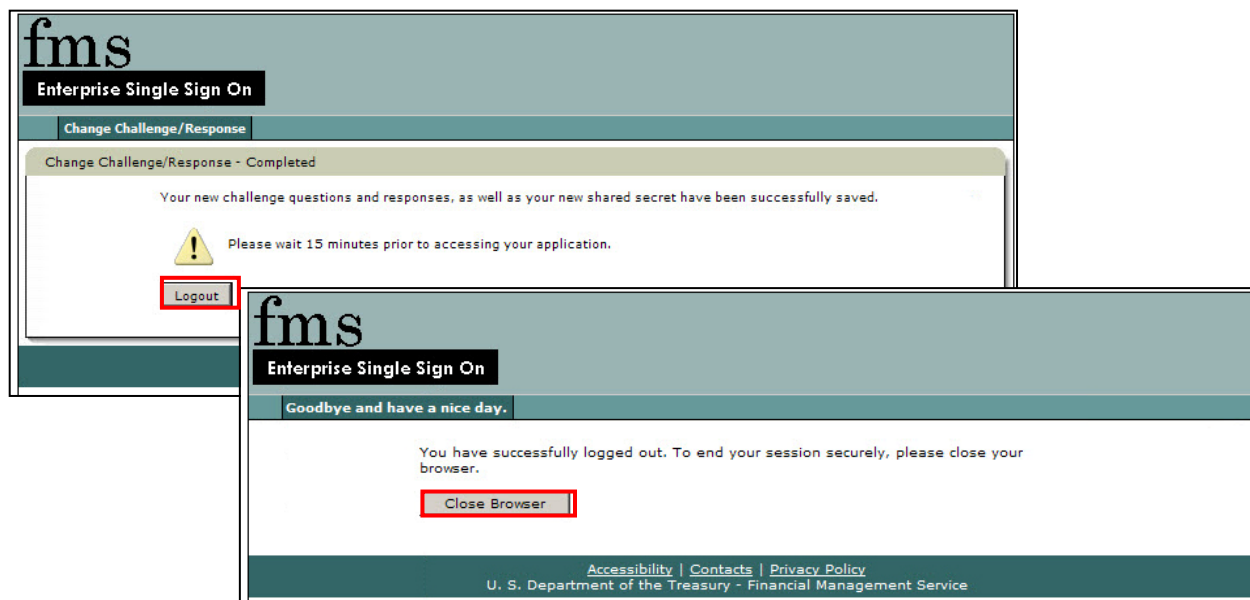 fms
Enterprise Single Sign On
Change Challenge/Response
Change Challenge/Response - Completed
Your new challenge questions and responses, as well as your new shared secret have been successfully saved.
Please wait 15 minutes prior to accessing your application.
Logout
fms
Enterprise Single Sign On
Goodbye and have a nice day.
You have successfully logged out. To end your session securely, please close your
browser.
Close Browser
Accessibility | Contacts | Privacy Policy
U. S. Department of the Treasury - Financial Management Service